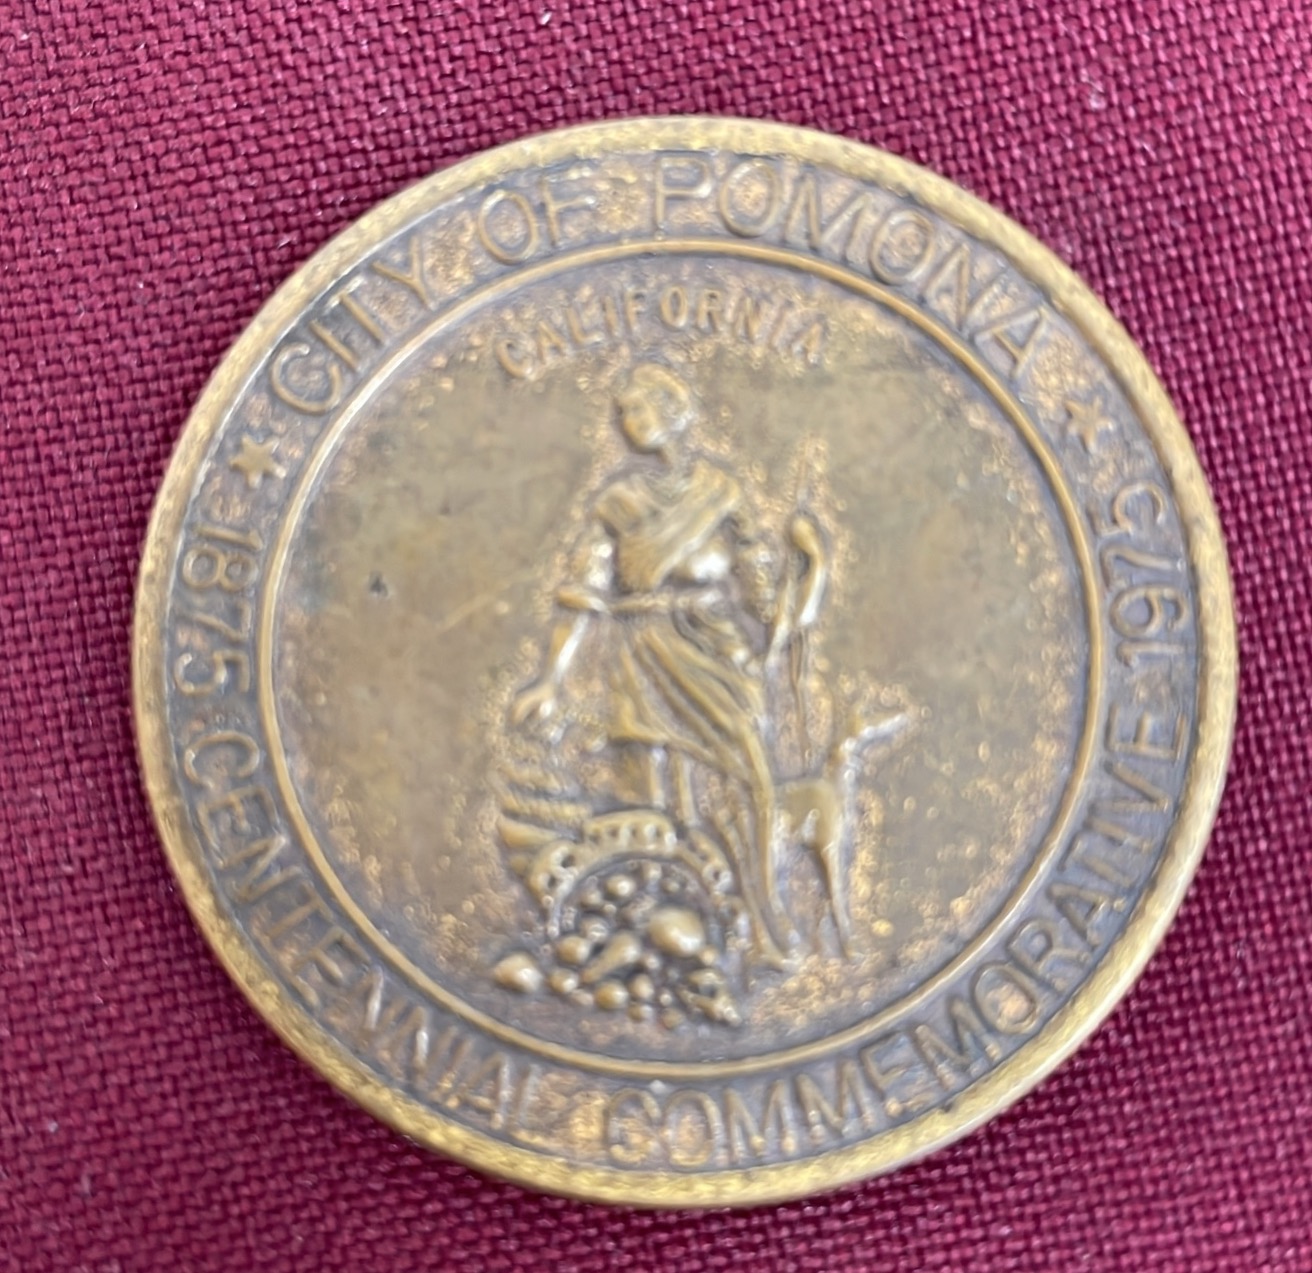 CITY OF POMONA
CALIFORNIA
1875 CENTENNIAL COMMEMORATIVE 1975